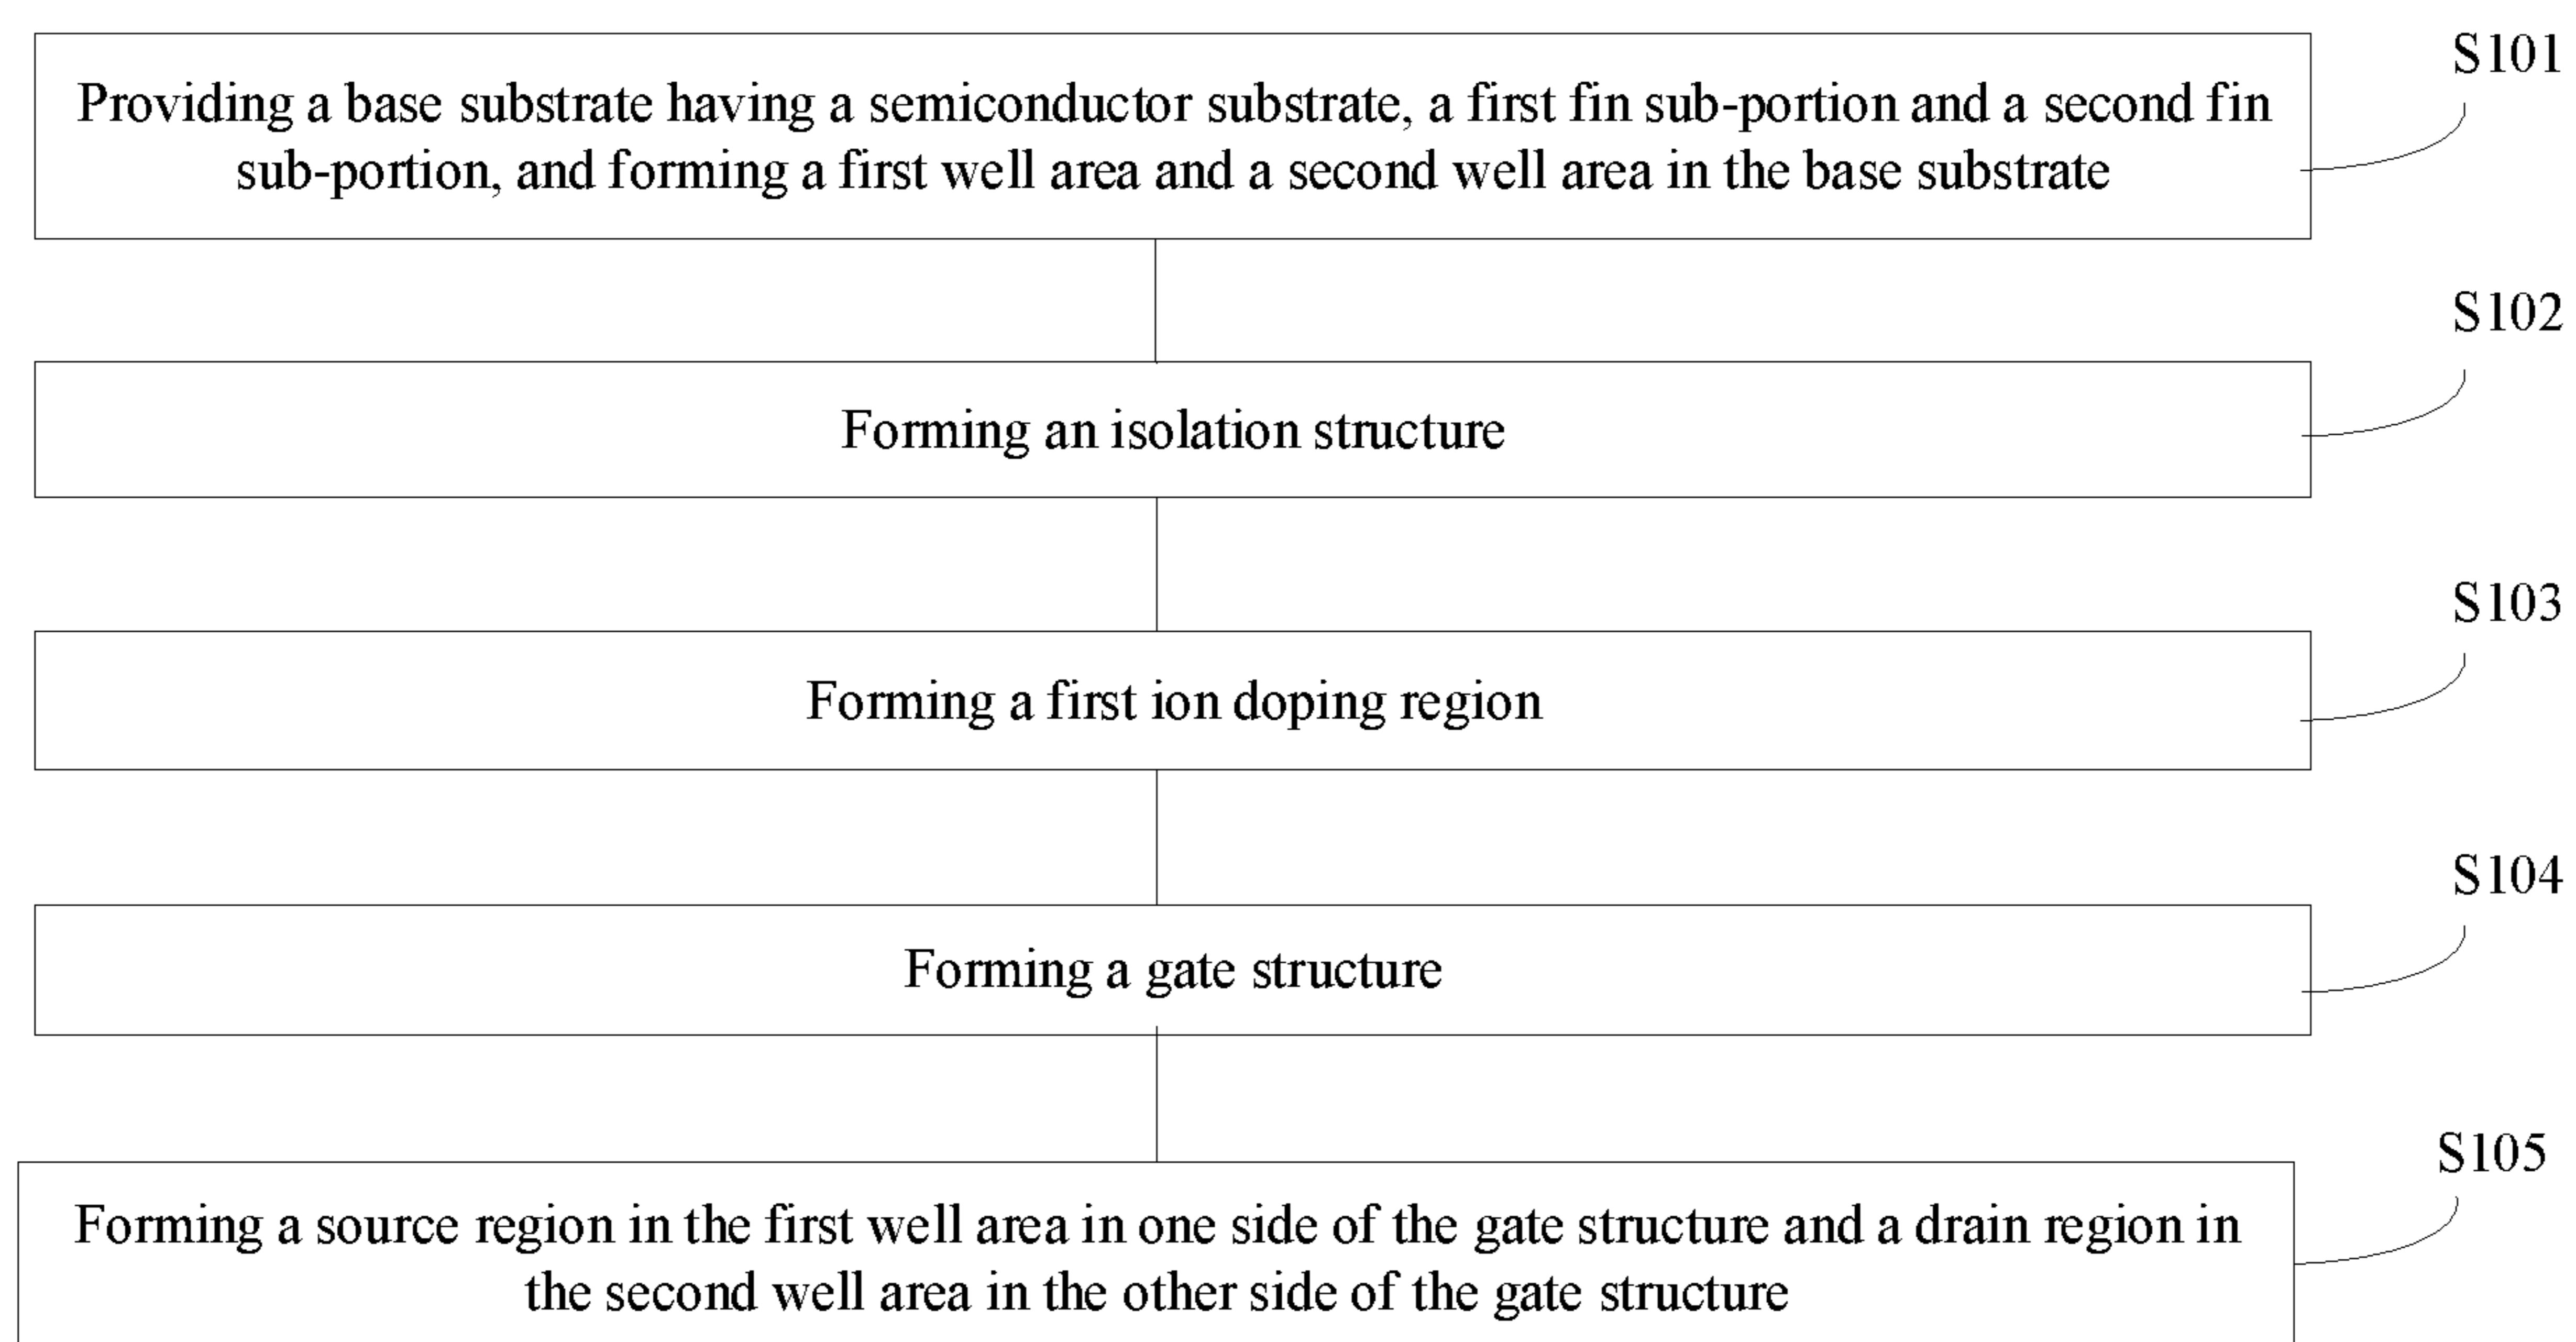 S101
Providing a base substrate having a semiconductor substrate, a first fin sub-portion and a second fin
sub-portion, and forming a first well area and a second well area in the base substrate
S102
Forming an isolation structure
S103
Forming a first ion doping region
S104
Forming a gate structure
S105
Forming a source region in the first well area in one side of the gate structure and a drain region in
the second well area in the other side of the gate structure